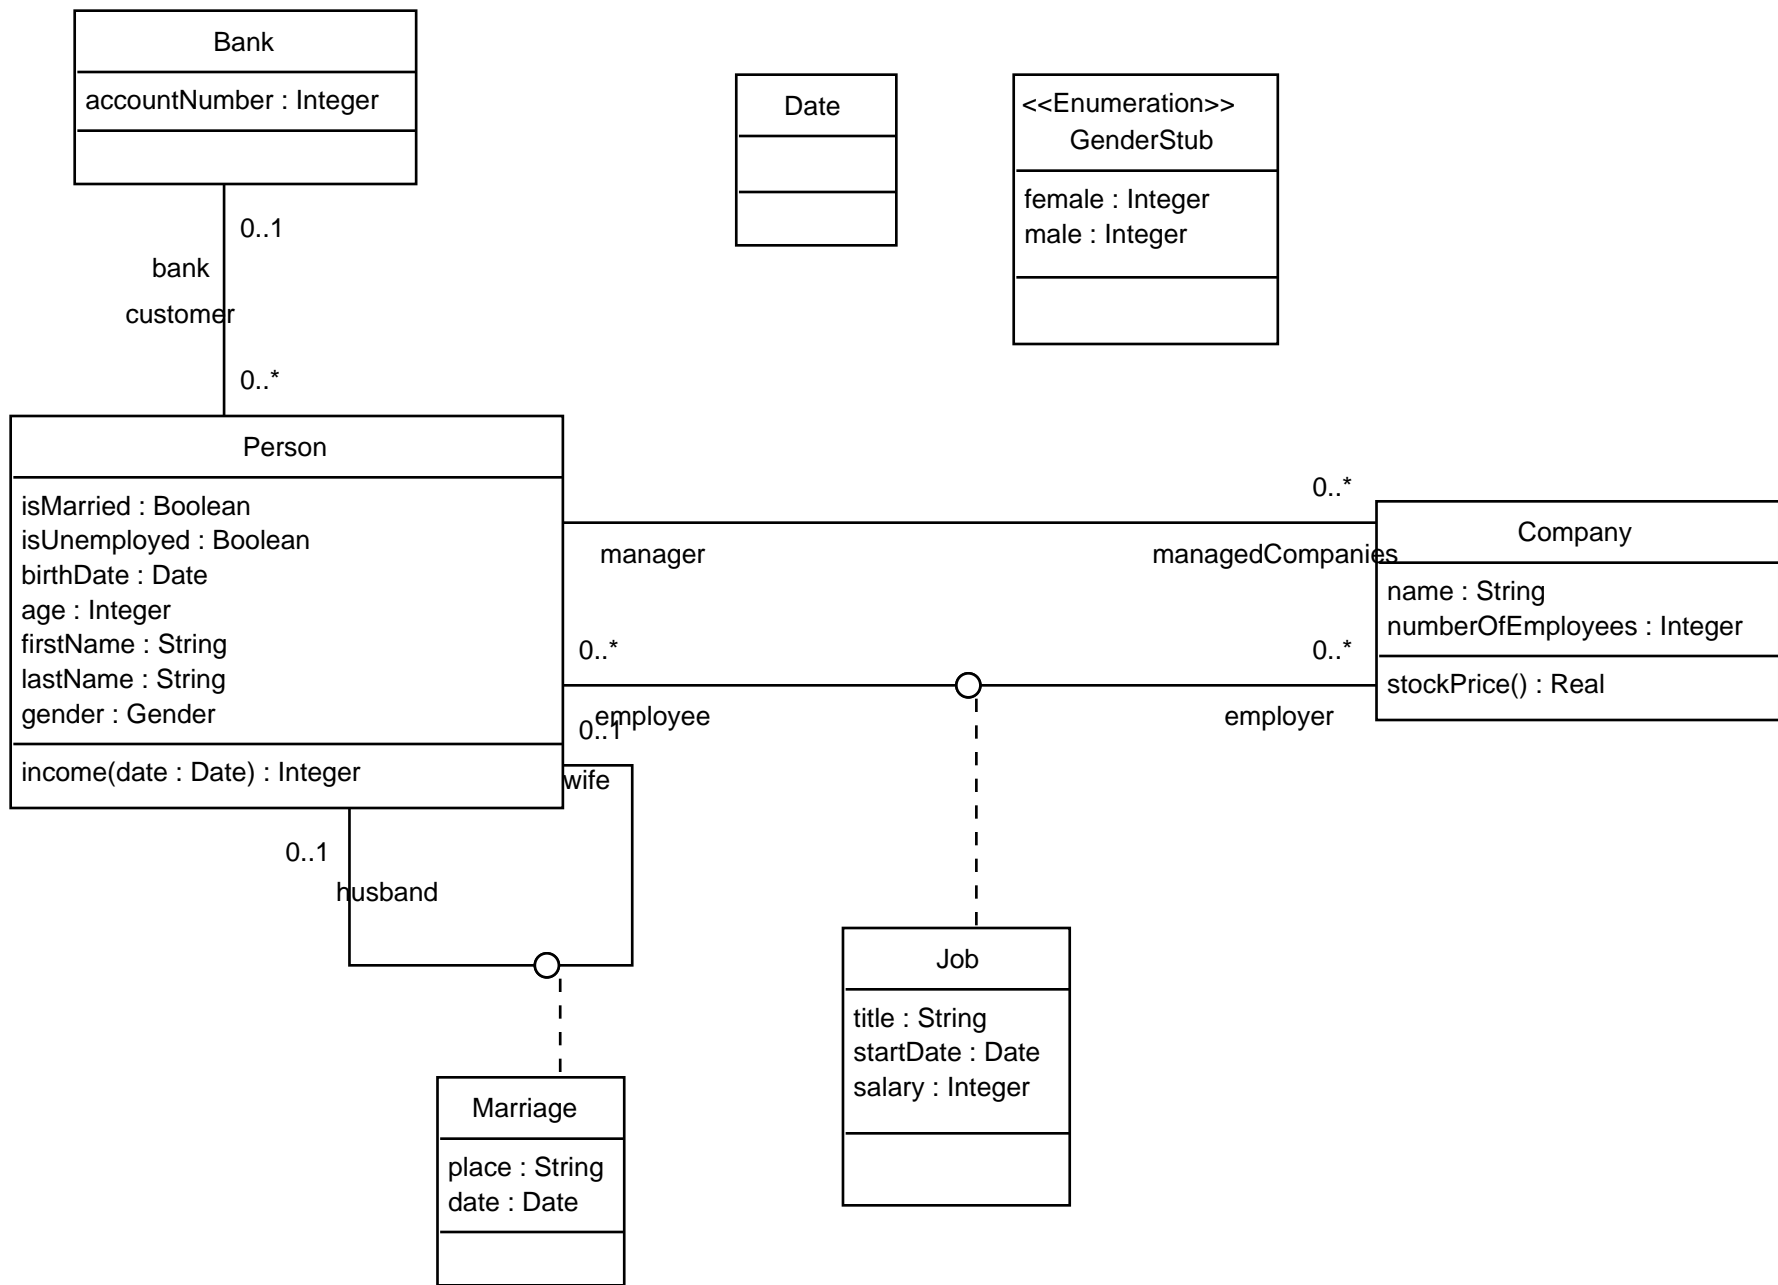 Bank
accountNumber : Integer
0..1
bank
customer
0..*
Date
<<Enumeration>>
GenderStub
female : Integer
male : Integer
Person
isMarried : Boolean
isUnemployed : Boolean
birthDate : Date
age : Integer
firstName : String
lastName : String
gender : Gender
income(date : Date) : Integer
manager
0..*
managedCompanies
Company
name : String
numberOfEmployees : Integer
stockPrice() : Real
0..*
employee
0..*
employer
0..1
wife
0..1
husband
Job
title : String
startDate : Date
salary : Integer
Marriage
place : String
date : Date